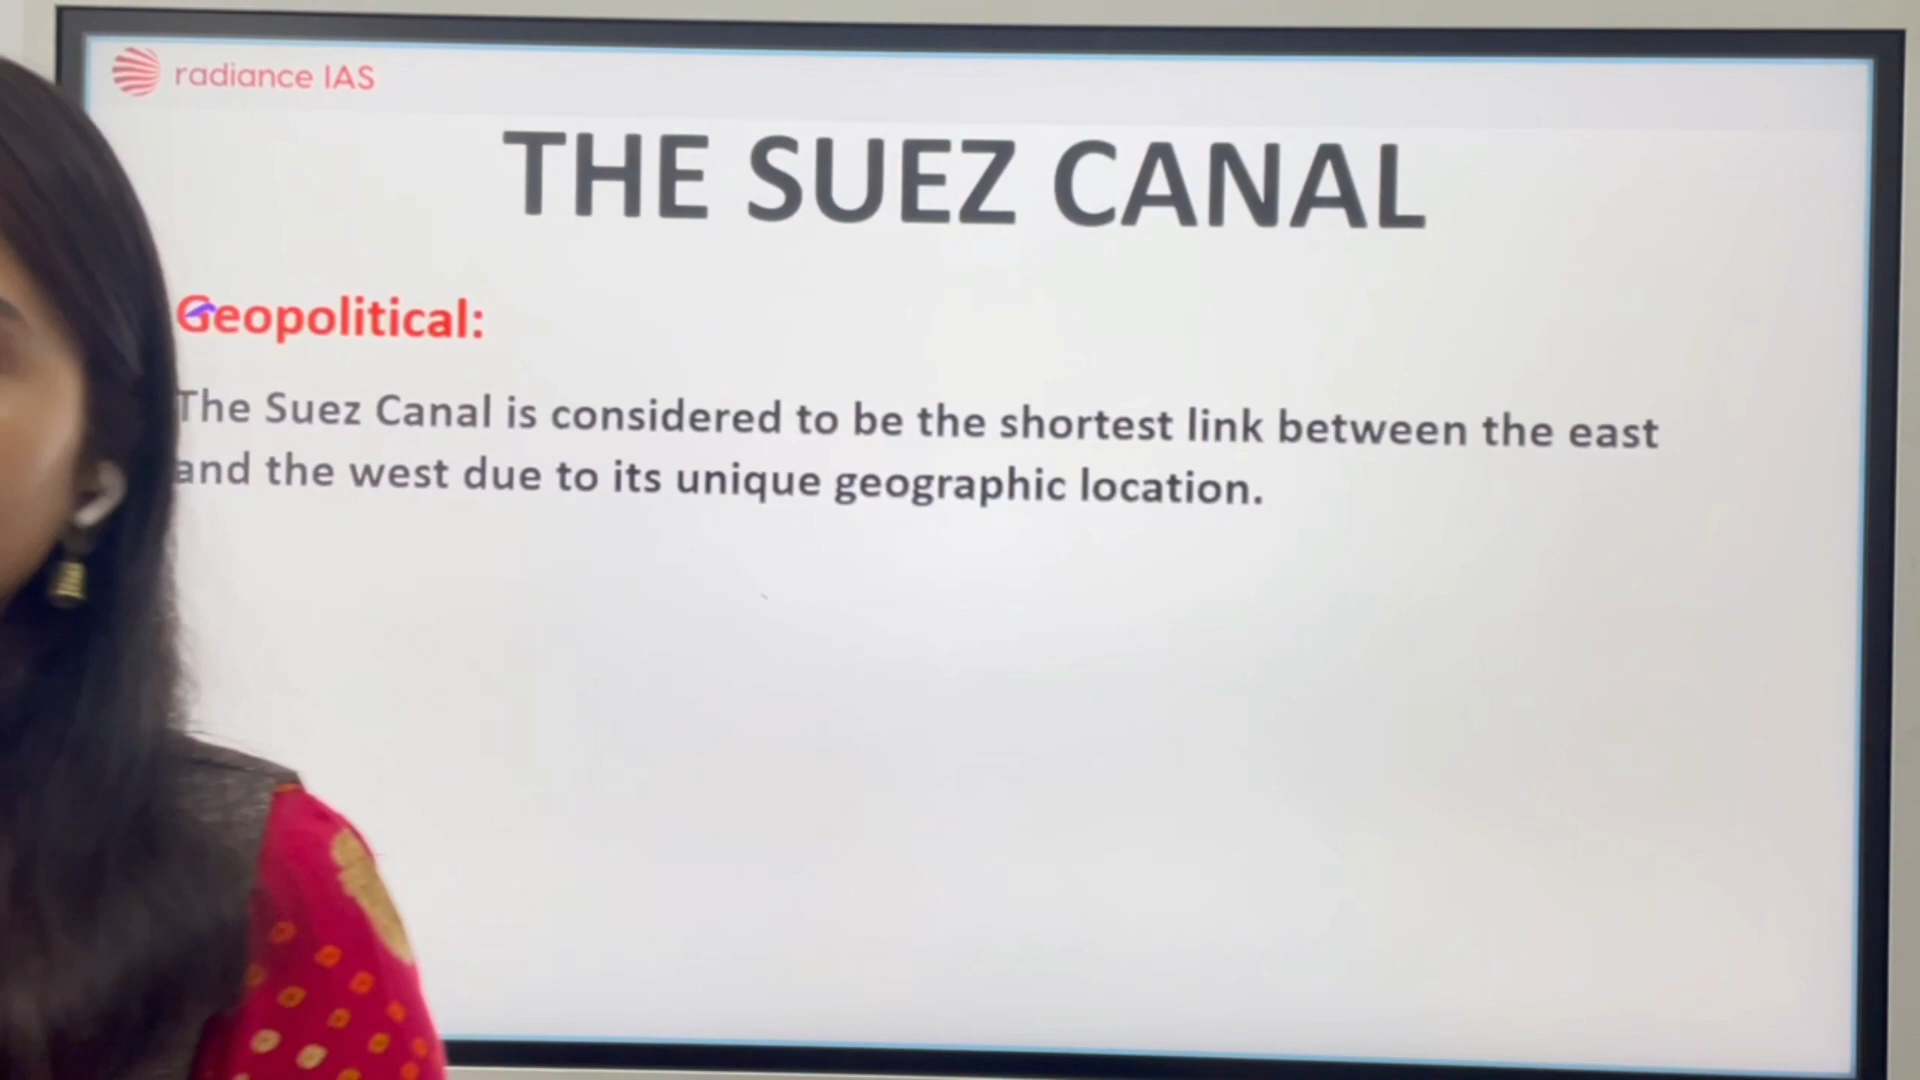 radiance IAS
THE SUEZ CANAL
Geopolitical:
The Suez Canal is considered to be the shortest link between the east
and the west due to its unique geographic location.